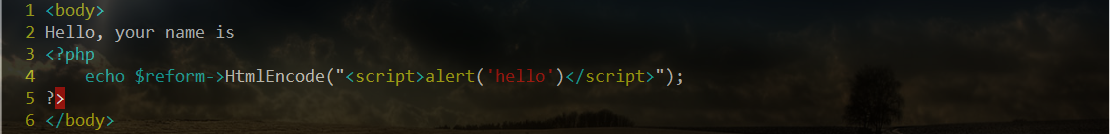 1 <body>
2 Hello, your name is
3 <?php
4     echo $reform->HtmlEncode("<script>alert('hello')</script>");
5 ?>
6 </body>